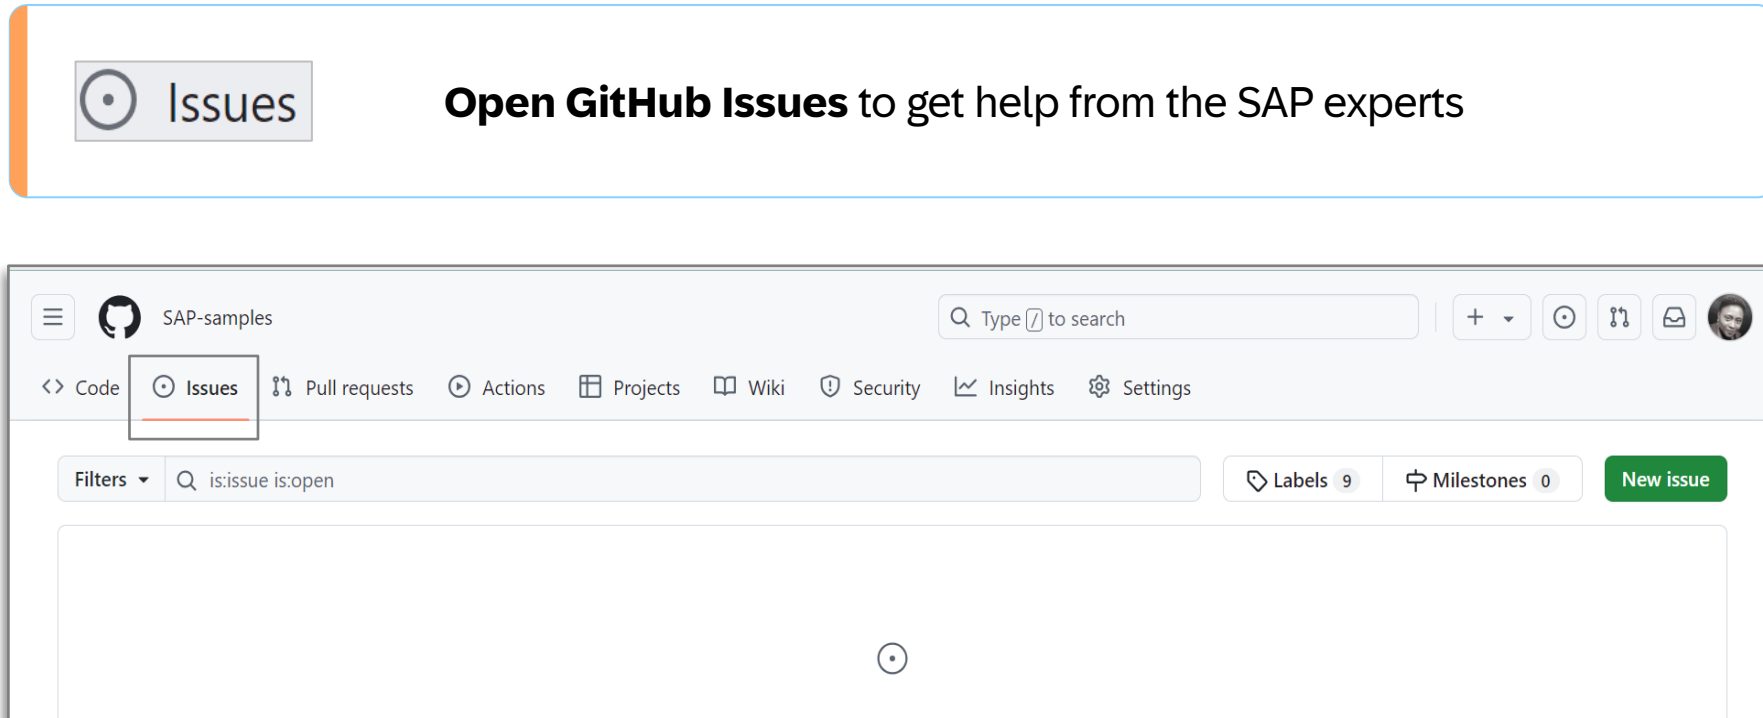 Issues
Open GitHub Issues to get help from the SAP experts
SAP-samples
Type / to search
Code Issues Pull requests Actions Projects Wiki Security Insights Settings
Filters is:issue is:open Labels 9 Milestones 0 New issue